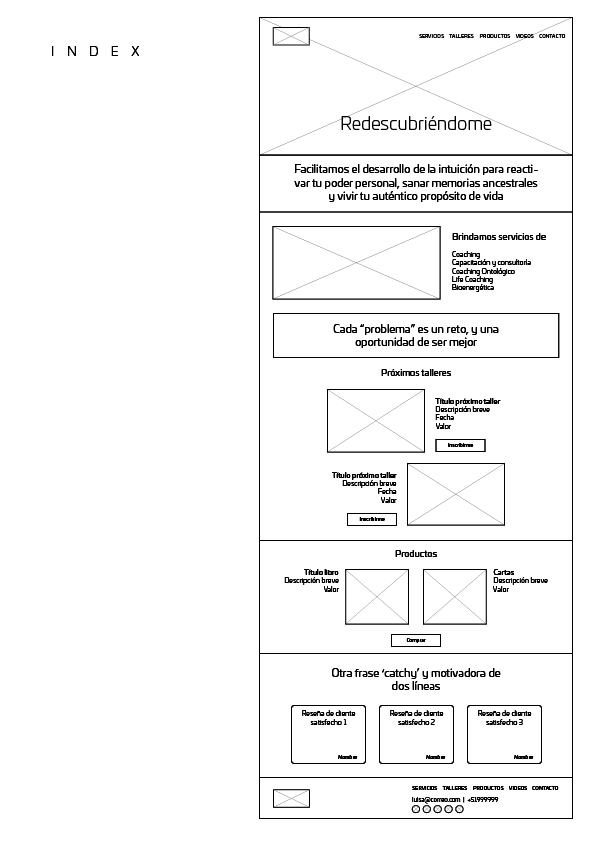 I N D E X
SERVICIOS TALLERES PRODUCTOS VIDEOS CONTACTO
Redescubriéndome
Facilitamos el desarrollo de la intuición para reacti-
var tu poder personal, sanar memorias ancestrales
y vivir tu auténtico propósito de vida
Brindamos servicios de
Coaching
Capacitación y consultoría
Coaching Ontológico
Life Coaching
Bioenergética
Cada “problema” es un reto, y una
oportunidad de ser mejor
Próximos talleres
Título próximo taller
Descripción breve
Fecha
Valor
Inscribirme
Título próximo taller
Descripción breve
Fecha
Valor
Inscribirme
Productos
Título libro
Descripción breve
Valor
Cartas
Descripción breve
Valor
Comprar
Otra frase ‘catchy’ y motivadora de
dos líneas
Reseña de cliente
satisfecho 1
Nombre
Reseña de cliente
satisfecho 2
Nombre
Reseña de cliente
satisfecho 3
Nombre
SERVICIOS TALLERES PRODUCTOS VIDEOS CONTACTO
luisa@correo.com | +51999999